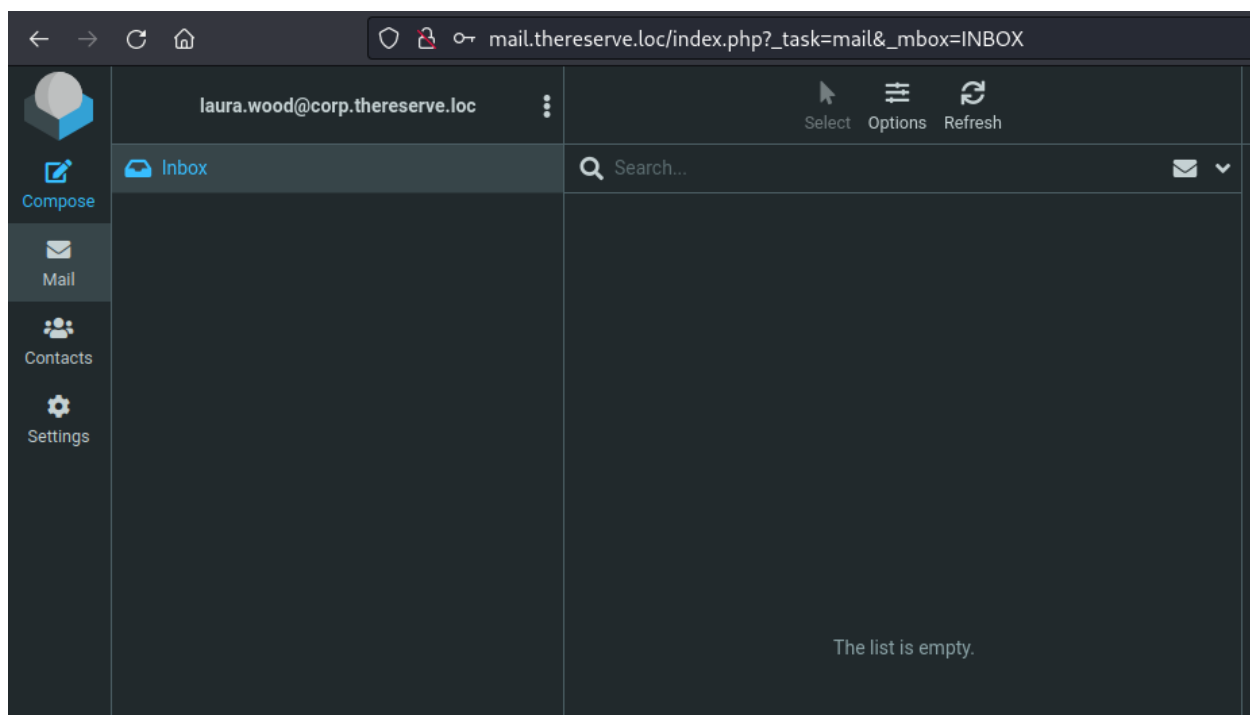 mail.thereserve.loc/index.php?_task=mail&_mbox=INBOX
laura.wood@corp.thereserve.loc
Select Options Refresh
Compose
Inbox
Search...
Mail
Contacts
Settings
The list is empty.